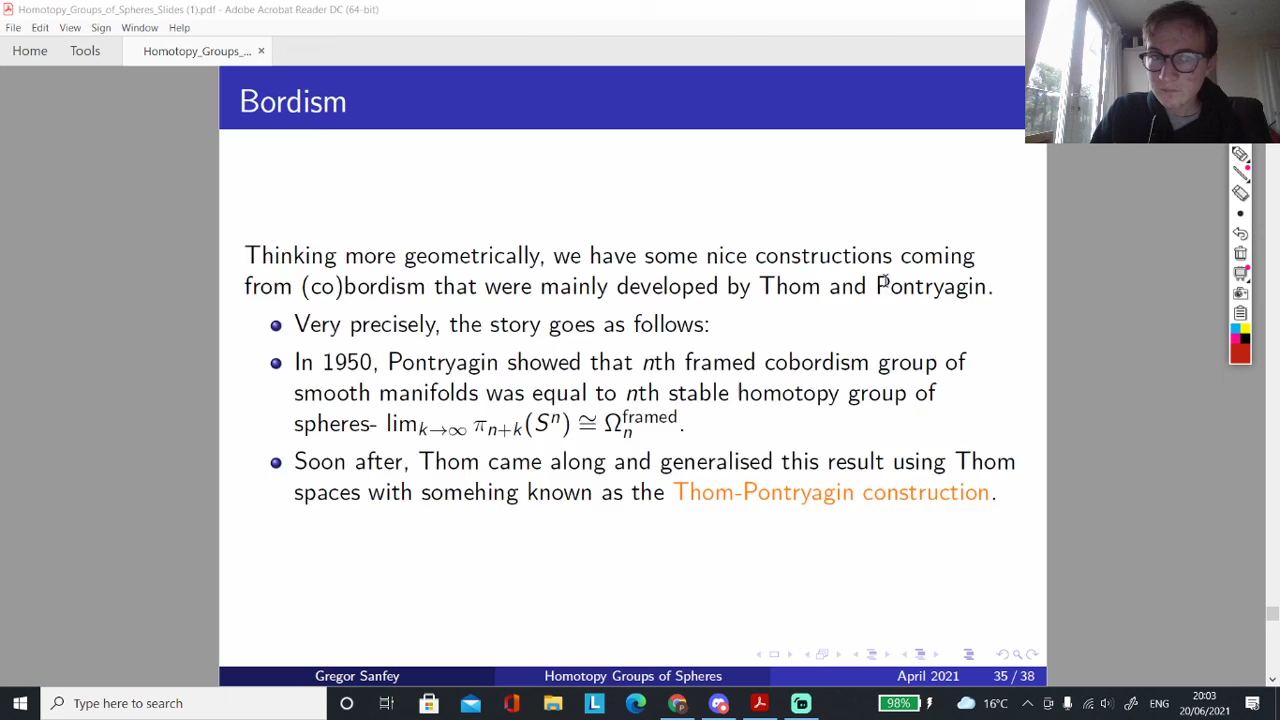 Homotopy_Groups_of_Spheres_Slides (1).pdf - Adobe Acrobat Reader DC (64-bit)
File Edit View Sign Window Help
Home Tools Homotopy_Groups_... ×
Bordism
Thinking more geometrically, we have some nice constructions coming
from (co)bordism that were mainly developed by Thom and Pontryagin.
Very precisely, the story goes as follows:
In 1950, Pontryagin showed that nth framed cobordism group of
smooth manifolds was equal to nth stable homotopy group of
spheres- lim_{k→∞} π_{n+k}(S^n) ≅ Ω_n^{framed}.
Soon after, Thom came along and generalised this result using Thom
spaces with somehing known as the Thom-Pontryagin construction.
Gregor Sanfey Homotopy Groups of Spheres April 2021 35 / 38
Type here to search 98% 16°C ENG 20:03
20/06/2021